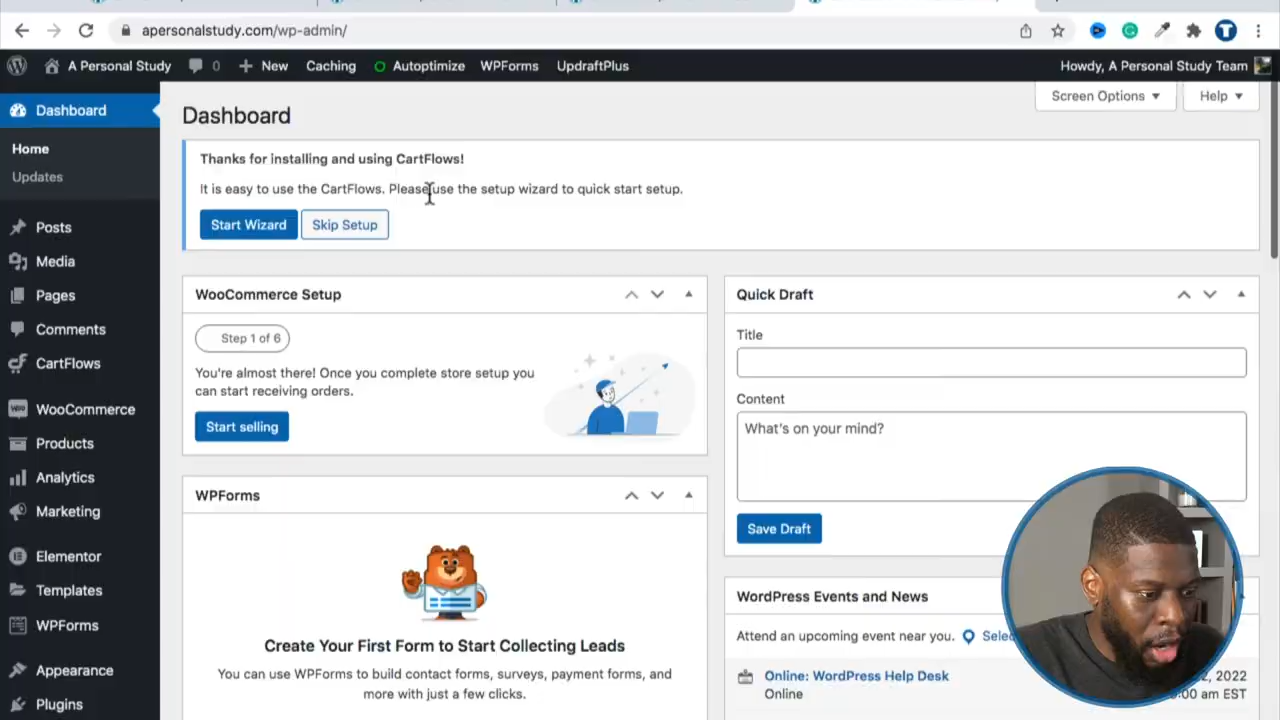 apersonalstudy.com/wp-admin/
A Personal Study
0
New
Caching
Autoptimize
WPForms
UpdraftPlus
Howdy, A Personal Study Team
Dashboard
Home
Updates
Posts
Media
Pages
Comments
CartFlows
WooCommerce
Products
Analytics
Marketing
Elementor
Templates
WPForms
Appearance
Plugins
Dashboard
Screen Options
Help
Thanks for installing and using CartFlows!
It is easy to use the CartFlows. Please use the setup wizard to quick start setup.
Start Wizard
Skip Setup
WooCommerce Setup
Step 1 of 6
You're almost there! Once you complete store setup you
can start receiving orders.
Start selling
WPForms
Create Your First Form to Start Collecting Leads
You can use WPForms to build contact forms, surveys, payment forms, and
more with just a few clicks.
Quick Draft
Title
Content
What's on your mind?
Save Draft
WordPress Events and News
Attend an upcoming event near you.
Online: WordPress Help Desk
2022
Online
EST